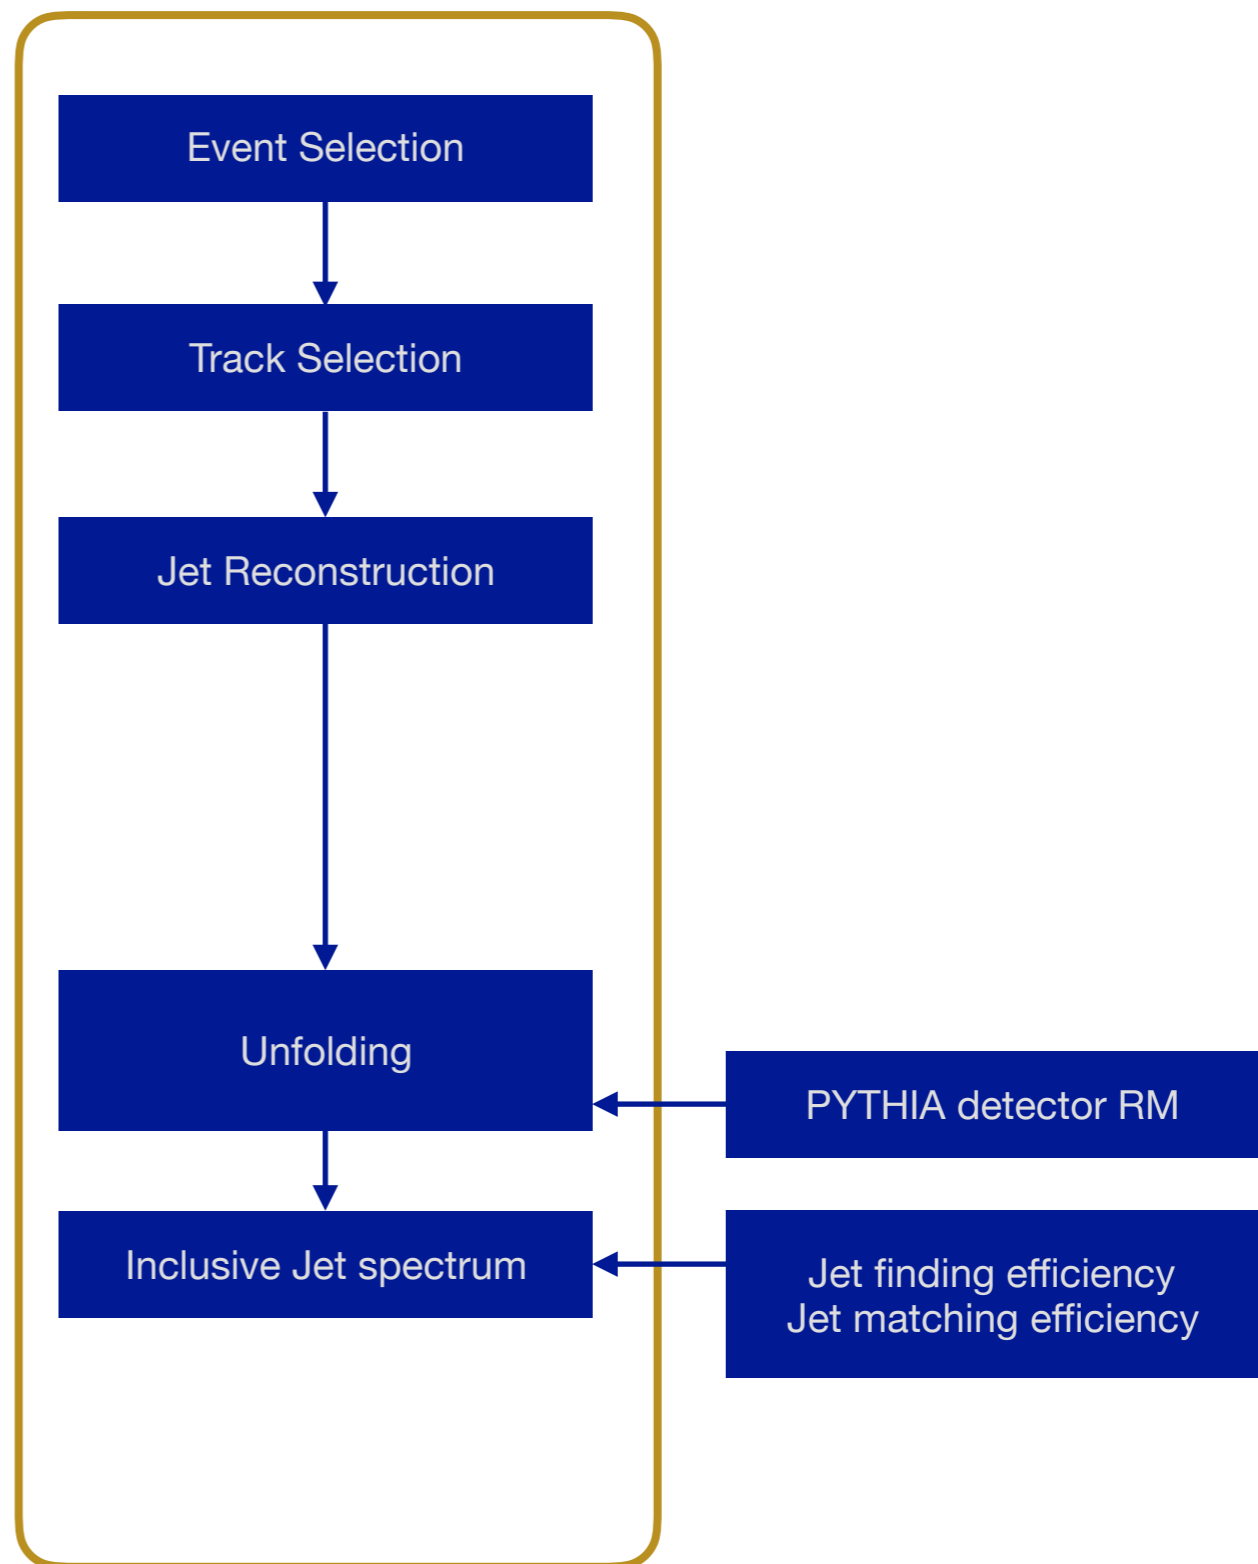 Event Selection
Track Selection
Jet Reconstruction
Unfolding
PYTHIA detector RM
Inclusive Jet spectrum
Jet finding efficiency
Jet matching efficiency